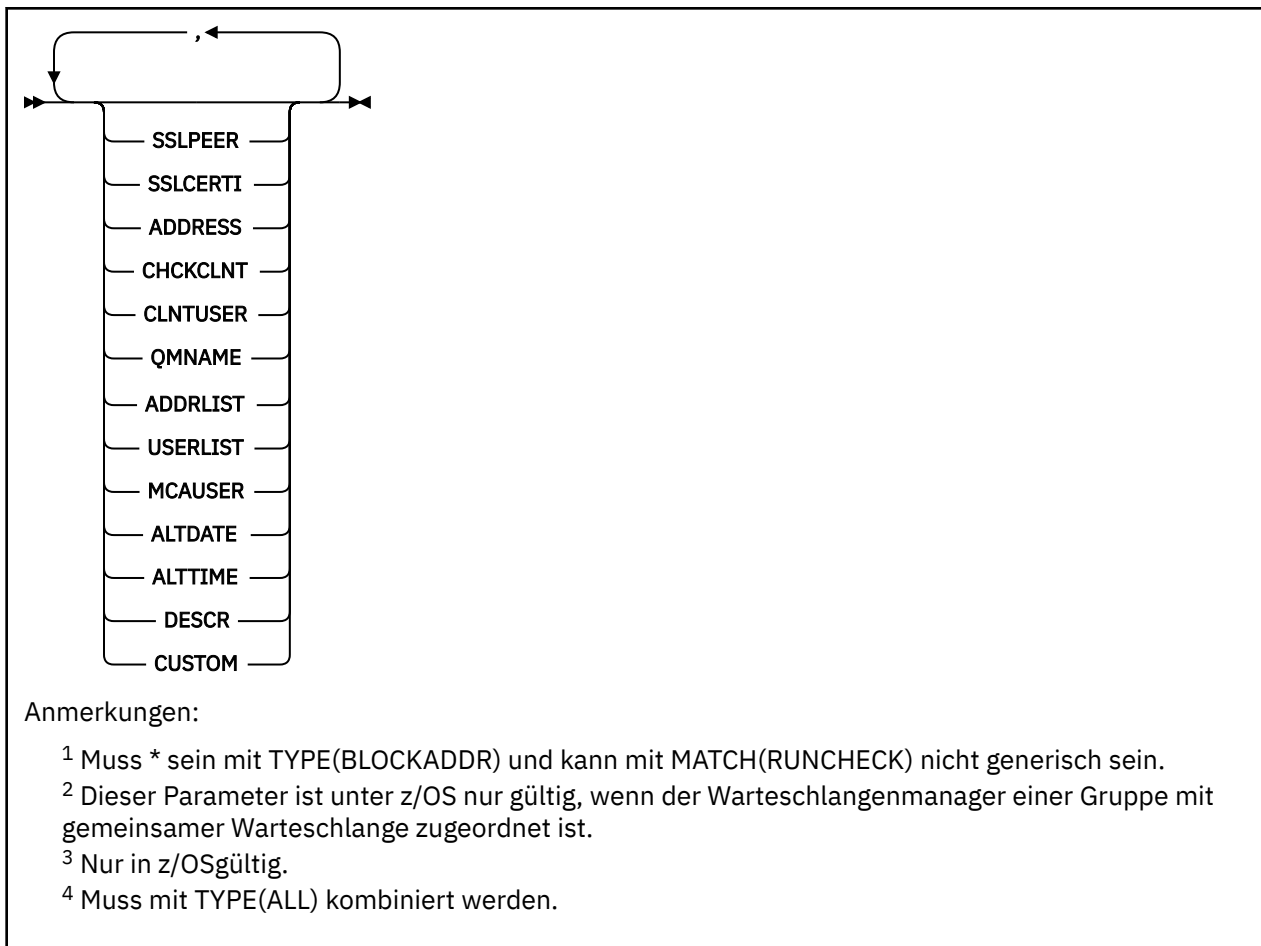 ,
SSLPEER
SSLCERTI
ADDRESS
CHCKCLNT
CLNTUSER
QMNAME
ADDRLIST
USERLIST
MCAUSER
ALTDATE
ALTTIME
DESCR
CUSTOM
Anmerkungen:
1 Muss * sein mit TYPE(BLOCKADDR) und kann mit MATCH(RUNCHECK) nicht generisch sein.
2 Dieser Parameter ist unter z/OS nur gültig, wenn der Warteschlangenmanager einer Gruppe mit
gemeinsamer Warteschlange zugeordnet ist.
3 Nur in z/OSgültig.
4 Muss mit TYPE(ALL) kombiniert werden.